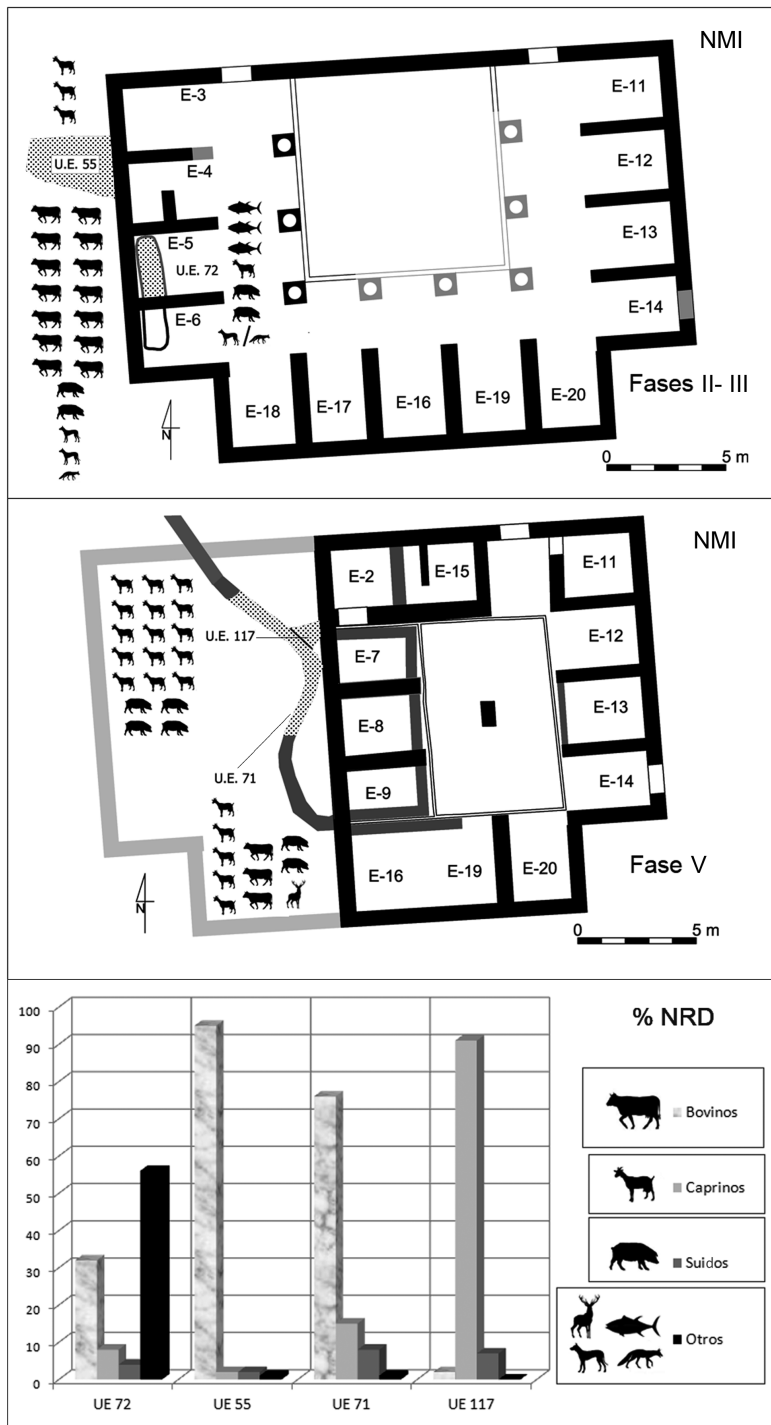 NMI
E-3
E-11
U.E. 55
E-4
E-12
E-5
E-13
U.E. 72
E-6
E-14
E-18
E-17
E-16
E-19
E-20
Fases II- III
N
0 5 m
NMI
E-2
E-15
E-11
U.E. 117
E-12
E-7
E-8
E-13
U.E. 71
E-9
E-14
E-16
E-19
E-20
Fase V
N
0 5 m
% NRD
100
90
80
70
60
50
40
30
20
10
0
UE 72
UE 55
UE 71
UE 117
Bovinos
Caprinos
Suidos
Otros